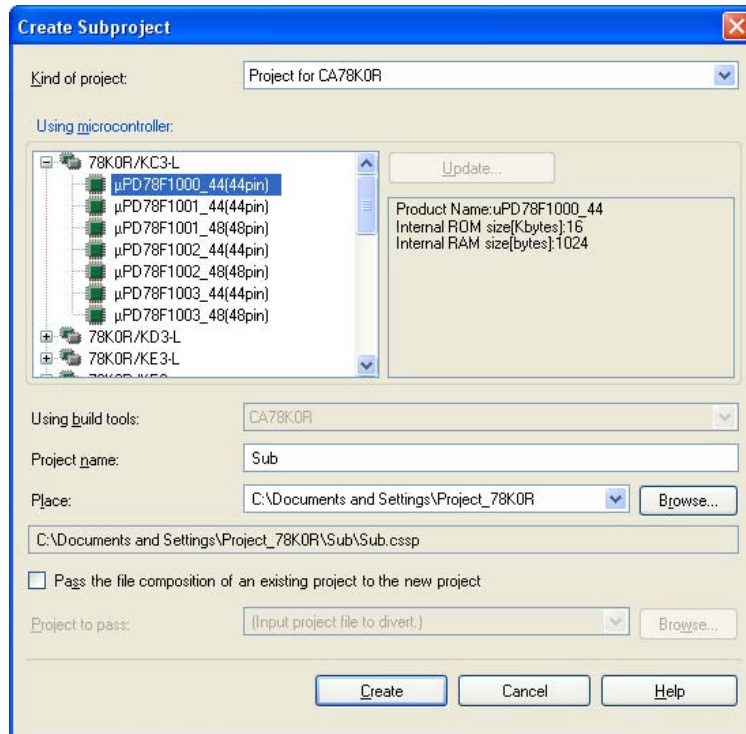 Create Subproject
Kind of project:
Project for CA78K0R
Using microcontroller:
78K0R/KC3-L
µPD78F1000_44(44pin)
µPD78F1001_44(44pin)
µPD78F1001_48(48pin)
µPD78F1002_44(44pin)
µPD78F1002_48(48pin)
µPD78F1003_44(44pin)
µPD78F1003_48(48pin)
78K0R/KD3-L
78K0R/KE3-L
Update...
Product Name:uPD78F1000_44
Internal ROM size[Kbytes]:16
Internal RAM size[bytes]:1024
Using build tools:
CA78K0R
Project name:
Sub
Place:
C:\Documents and Settings\Project_78K0R
Browse...
C:\Documents and Settings\Project_78K0R\Sub\Sub.cssp
Pass the file composition of an existing project to the new project
Project to pass:
(Input project file to divert.)
Browse...
Create
Cancel
Help